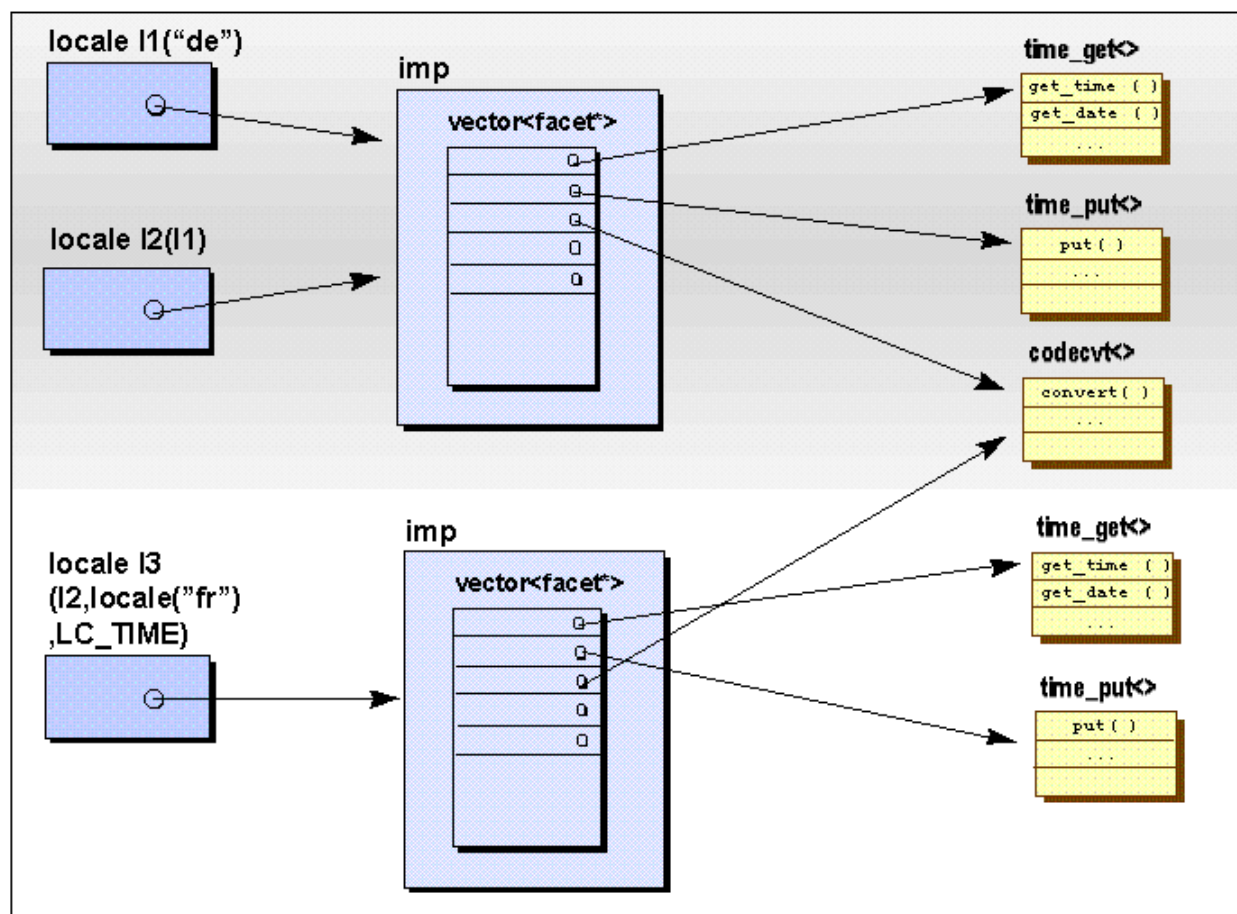 locale l1(“de”)
imp
vector<facet*>
time_get<>
get_time ( )
get_date ( )
...
locale l2(l1)
time_put<>
put( )
...
codecvt<>
convert( )
...
locale l3
(l2,locale(”fr”)
,LC_TIME)
imp
vector<facet*>
time_get<>
get_time ( )
get_date ( )
...
time_put<>
put( )
...